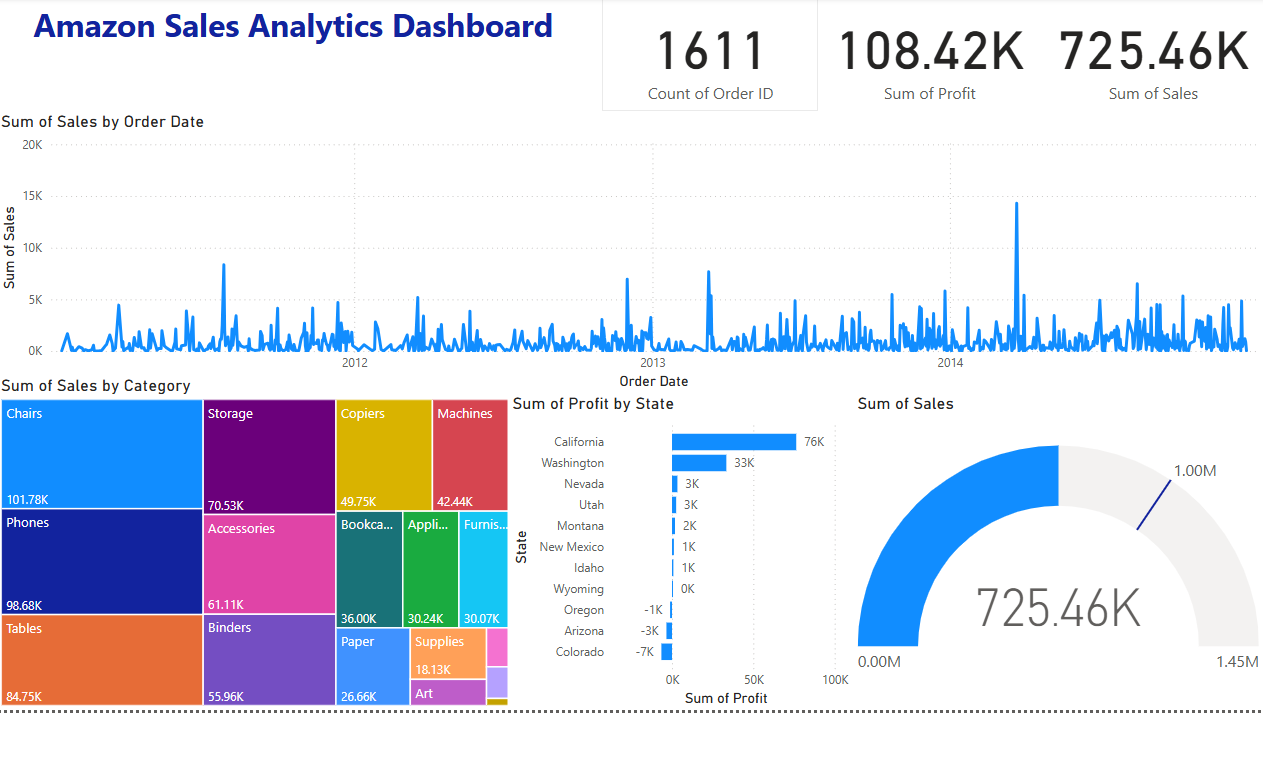 Amazon Sales Analytics Dashboard
1611
Count of Order ID
108.42K
Sum of Profit
725.46K
Sum of Sales
Sum of Sales by Order Date
Sum of Sales
20K
15K
10K
5K
0K
2012
2013
2014
Order Date
Sum of Sales by Category
Chairs
101.78K
Phones
98.68K
Tables
84.75K
Storage
70.53K
Accessories
61.11K
Binders
55.96K
Copiers
49.75K
Machines
42.44K
Bookca...
36.00K
Appli...
30.24K
Furnis...
30.07K
Paper
26.66K
Supplies
18.13K
Art
Sum of Profit by State
State
California 76K
Washington 33K
Nevada 3K
Utah 3K
Montana 2K
New Mexico 1K
Idaho 1K
Wyoming 0K
Oregon -1K
Arizona -3K
Colorado -7K
0K 50K 100K
Sum of Profit
Sum of Sales
1.00M
725.46K
0.00M
1.45M